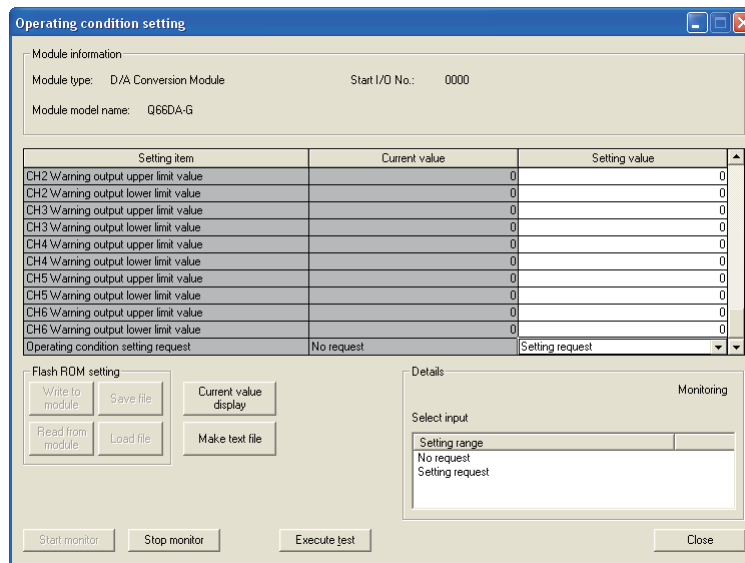 Operating condition setting
Module information
Module type: D/A Conversion Module Start I/O No.: 0000
Module model name: Q66DA-G
Setting item Current value Setting value
CH2 Warning output upper limit value 0 0
CH2 Warning output lower limit value 0 0
CH3 Warning output upper limit value 0 0
CH3 Warning output lower limit value 0 0
CH4 Warning output upper limit value 0 0
CH4 Warning output lower limit value 0 0
CH5 Warning output upper limit value 0 0
CH5 Warning output lower limit value 0 0
CH6 Warning output upper limit value 0 0
CH6 Warning output lower limit value 0 0
Operating condition setting request No request Setting request
Flash ROM setting
Write to
module
Save file
Read from
module
Load file
Current value
display
Make text file
Details
Monitoring
Select input
Setting range
No request
Setting request
Start monitor Stop monitor Execute test Close